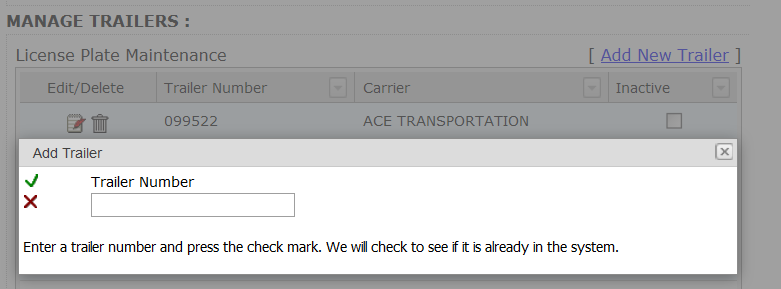 MANAGE TRAILERS :
License Plate Maintenance [ Add New Trailer ]
Edit/Delete Trailer Number Carrier Inactive
099522 ACE TRANSPORTATION
Add Trailer
Trailer Number
Enter a trailer number and press the check mark. We will check to see if it is already in the system.